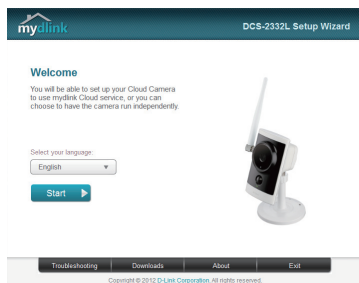 mydlink
DCS-2332L Setup Wizard
Welcome
You will be able to set up your Cloud Camera
to use mydlink Cloud service, or you can
choose to have the camera run independently.
Select your language:
English
Start
Troubleshooting Downloads About Exit
Copyright © 2012 D-Link Corporation. All rights reserved.